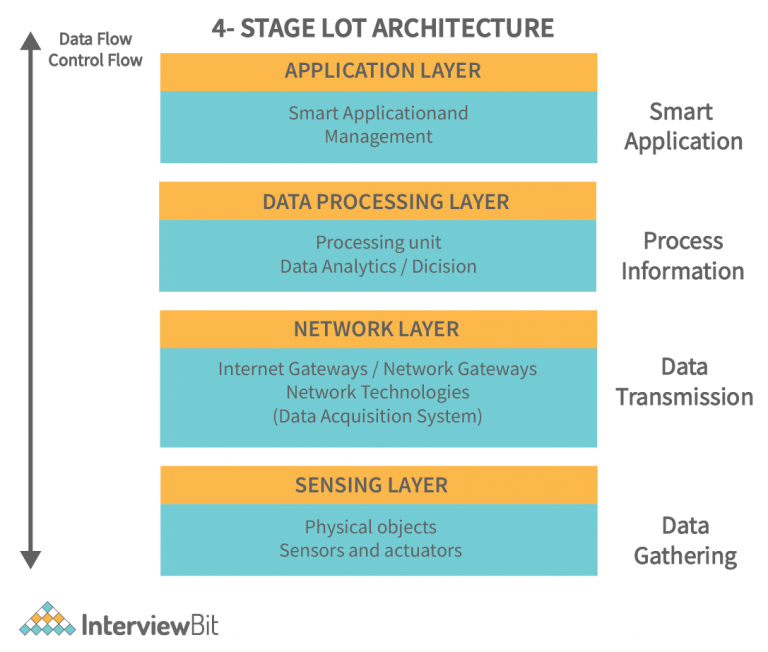 Data Flow
Control Flow
4- STAGE LOT ARCHITECTURE
APPLICATION LAYER
Smart Applicationand
Management
Smart
Application
DATA PROCESSING LAYER
Processing unit
Data Analytics / Dicision
Process
Information
NETWORK LAYER
Internet Gateways / Network Gateways
Network Technologies
(Data Acquisition System)
Data
Transmission
SENSING LAYER
Physical objects
Sensors and actuators
Data
Gathering
InterviewBit